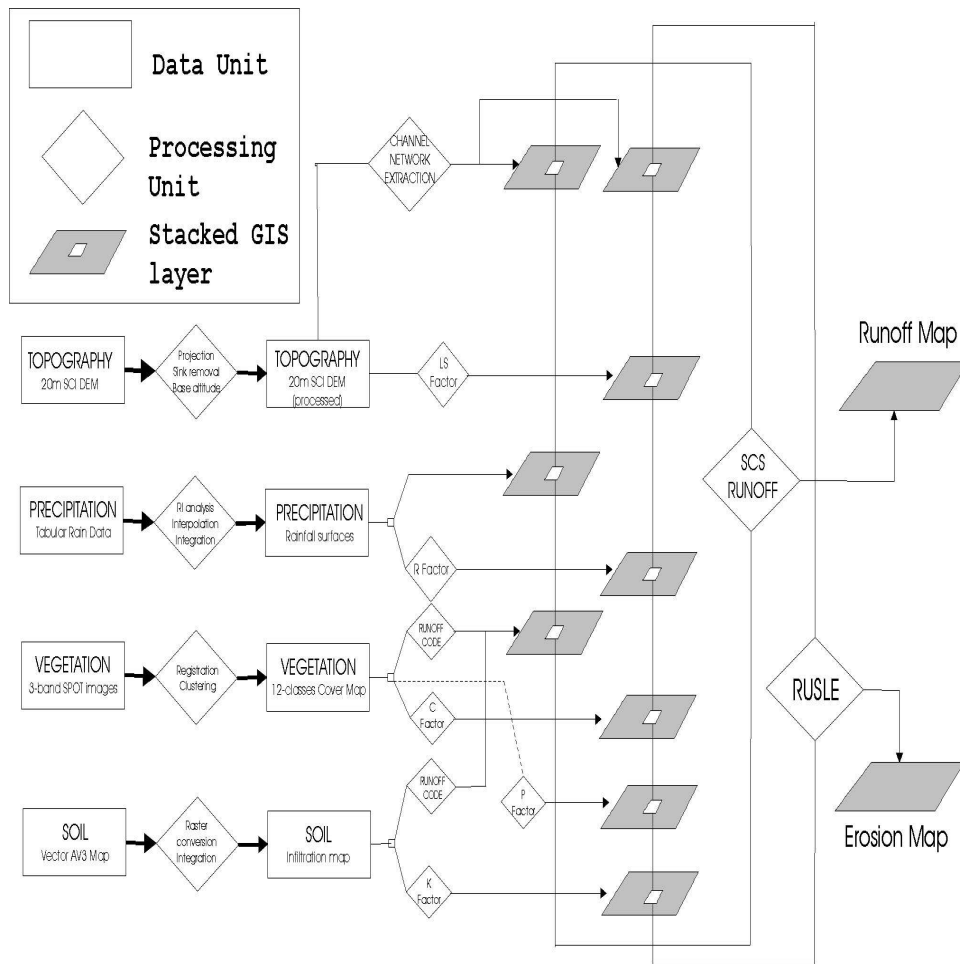 Data Unit
Processing
Unit
Stacked GIS
layer
CHANNEL
NETWORK
EXTRACTION
TOPOGRAPHY
20m SCI DEM
Projection
Sink removal
Base altitude
TOPOGRAPHY
20m SCI DEM
(processed)
LS
Factor
Runoff Map
PRECIPITATION
Tabular Rain Data
RI analysis
Interpolation
Integration
PRECIPITATION
Rainfall surfaces
R Factor
SCS
RUNOFF
VEGETATION
3-band SPOT images
Registration
Clustering
VEGETATION
12-classes Cover Map
RUNOFF
CODE
C
Factor
RUSLE
RUNOFF
CODE
P
Factor
SOIL
Vector AV3 Map
Raster
conversion
Integration
SOIL
Infiltration map
K
Factor
Erosion Map